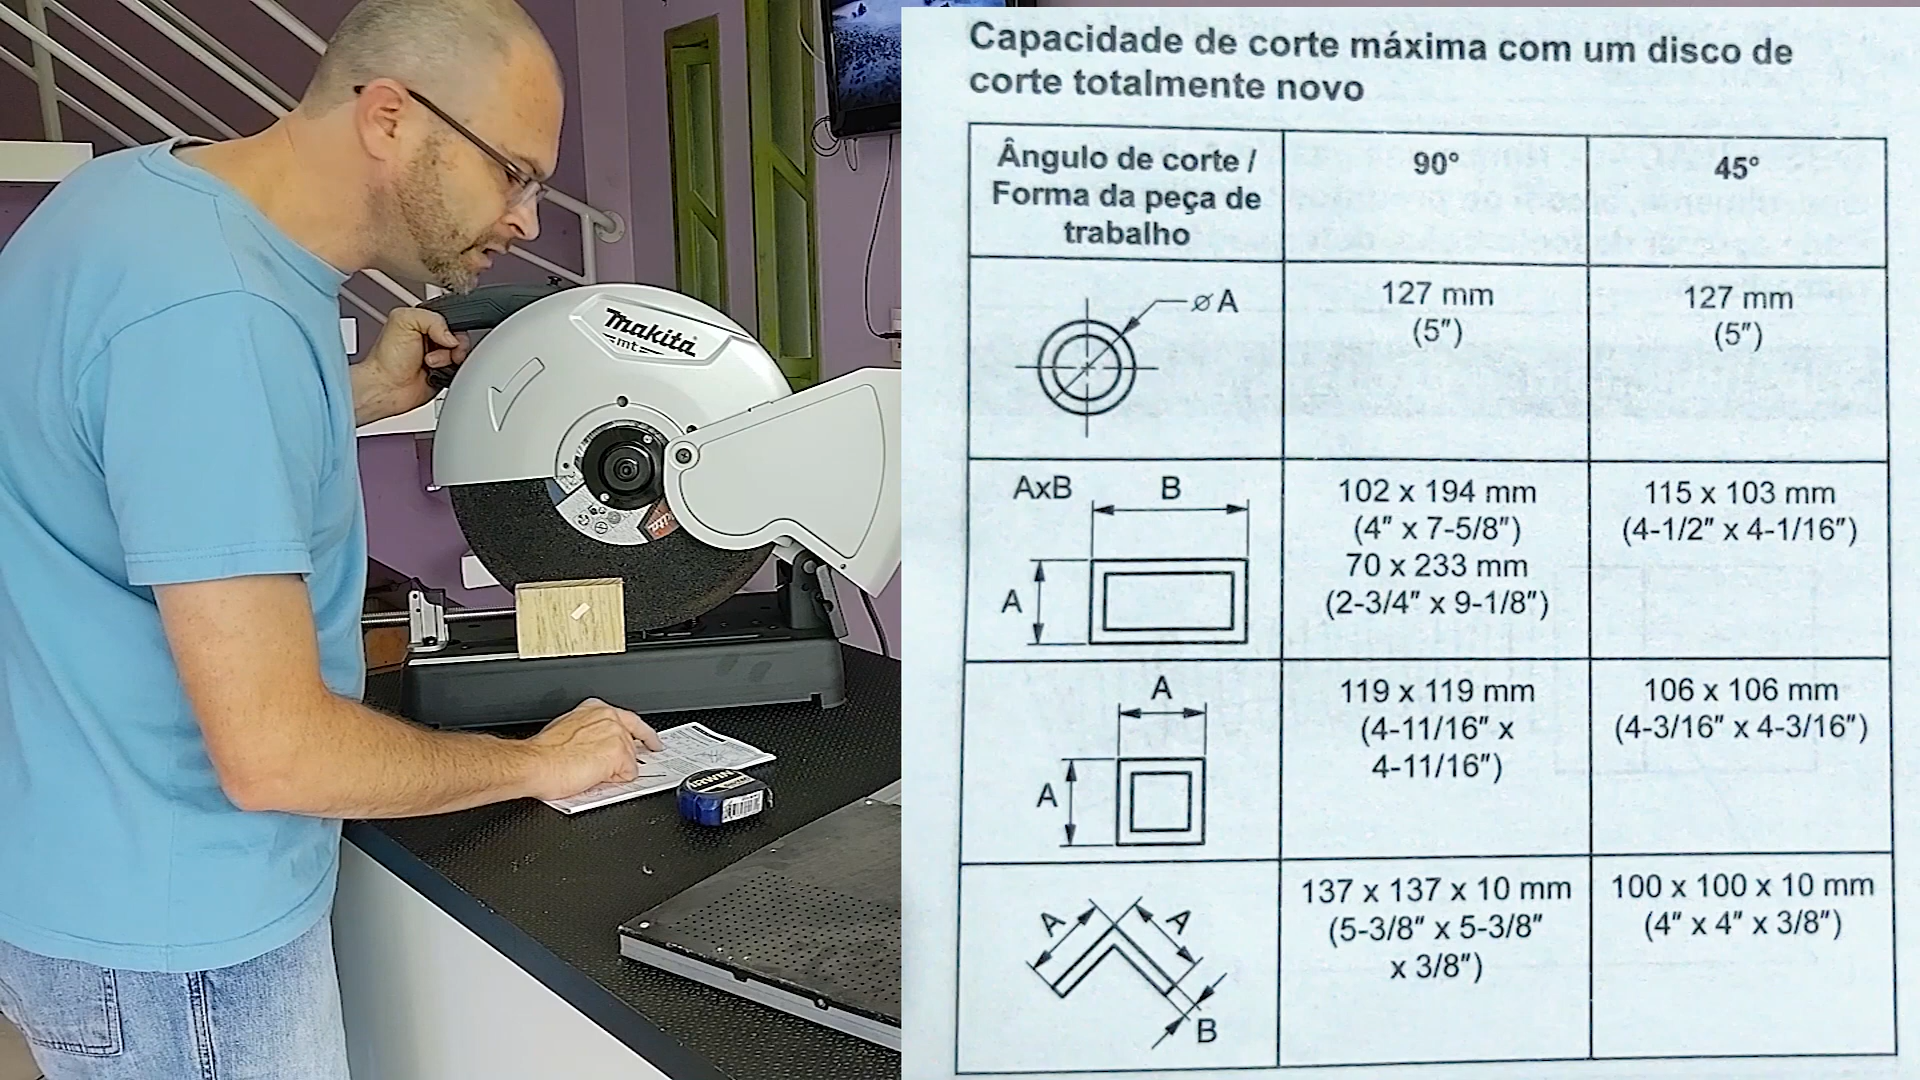 makita
mt
IRWIN
Capacidade de corte máxima com um disco de
corte totalmente novo
Ângulo de corte /
Forma da peça de
trabalho
90°
45°
⌀ A
127 mm
(5")
127 mm
(5")
AxB
B
A
102 x 194 mm
(4" x 7-5/8")
70 x 233 mm
(2-3/4" x 9-1/8")
115 x 103 mm
(4-1/2" x 4-1/16")
A
A
119 x 119 mm
(4-11/16" x
4-11/16")
106 x 106 mm
(4-3/16" x 4-3/16")
A
A
B
137 x 137 x 10 mm
(5-3/8" x 5-3/8"
x 3/8")
100 x 100 x 10 mm
(4" x 4" x 3/8")